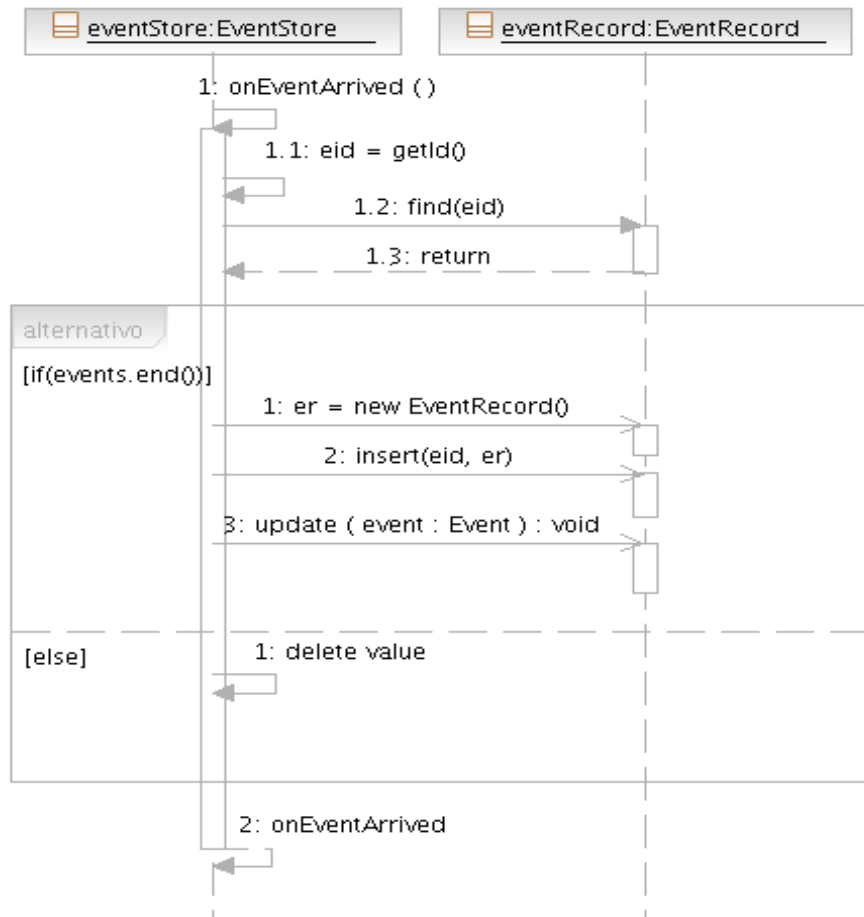 eventStore:EventStore
eventRecord:EventRecord
1: onEventArrived ( )
1.1: eid = getId()
1.2: find(eid)
1.3: return
alternativo
[if(events.end())]
1: er = new EventRecord()
2: insert(eid, er)
3: update ( event : Event ) : void
[else]
1: delete value
2: onEventArrived